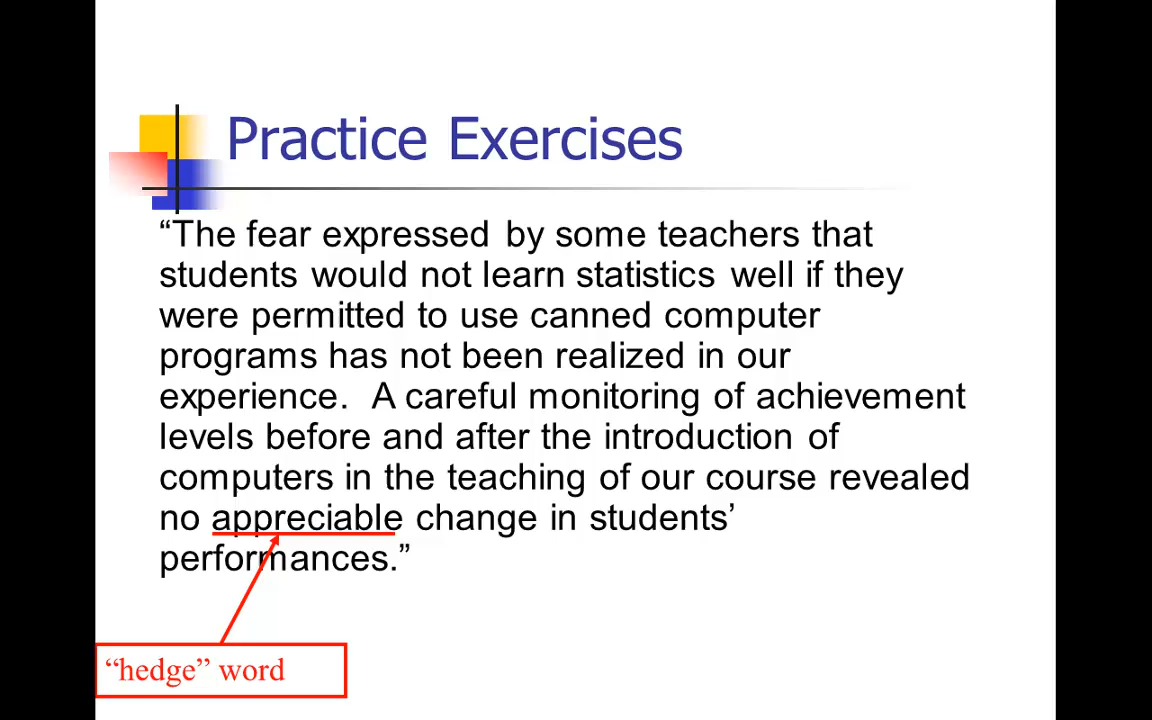 Practice Exercises
“The fear expressed by some teachers that
students would not learn statistics well if they
were permitted to use canned computer
programs has not been realized in our
experience.  A careful monitoring of achievement
levels before and after the introduction of
computers in the teaching of our course revealed
no appreciable change in students’
performances.”
“hedge” word